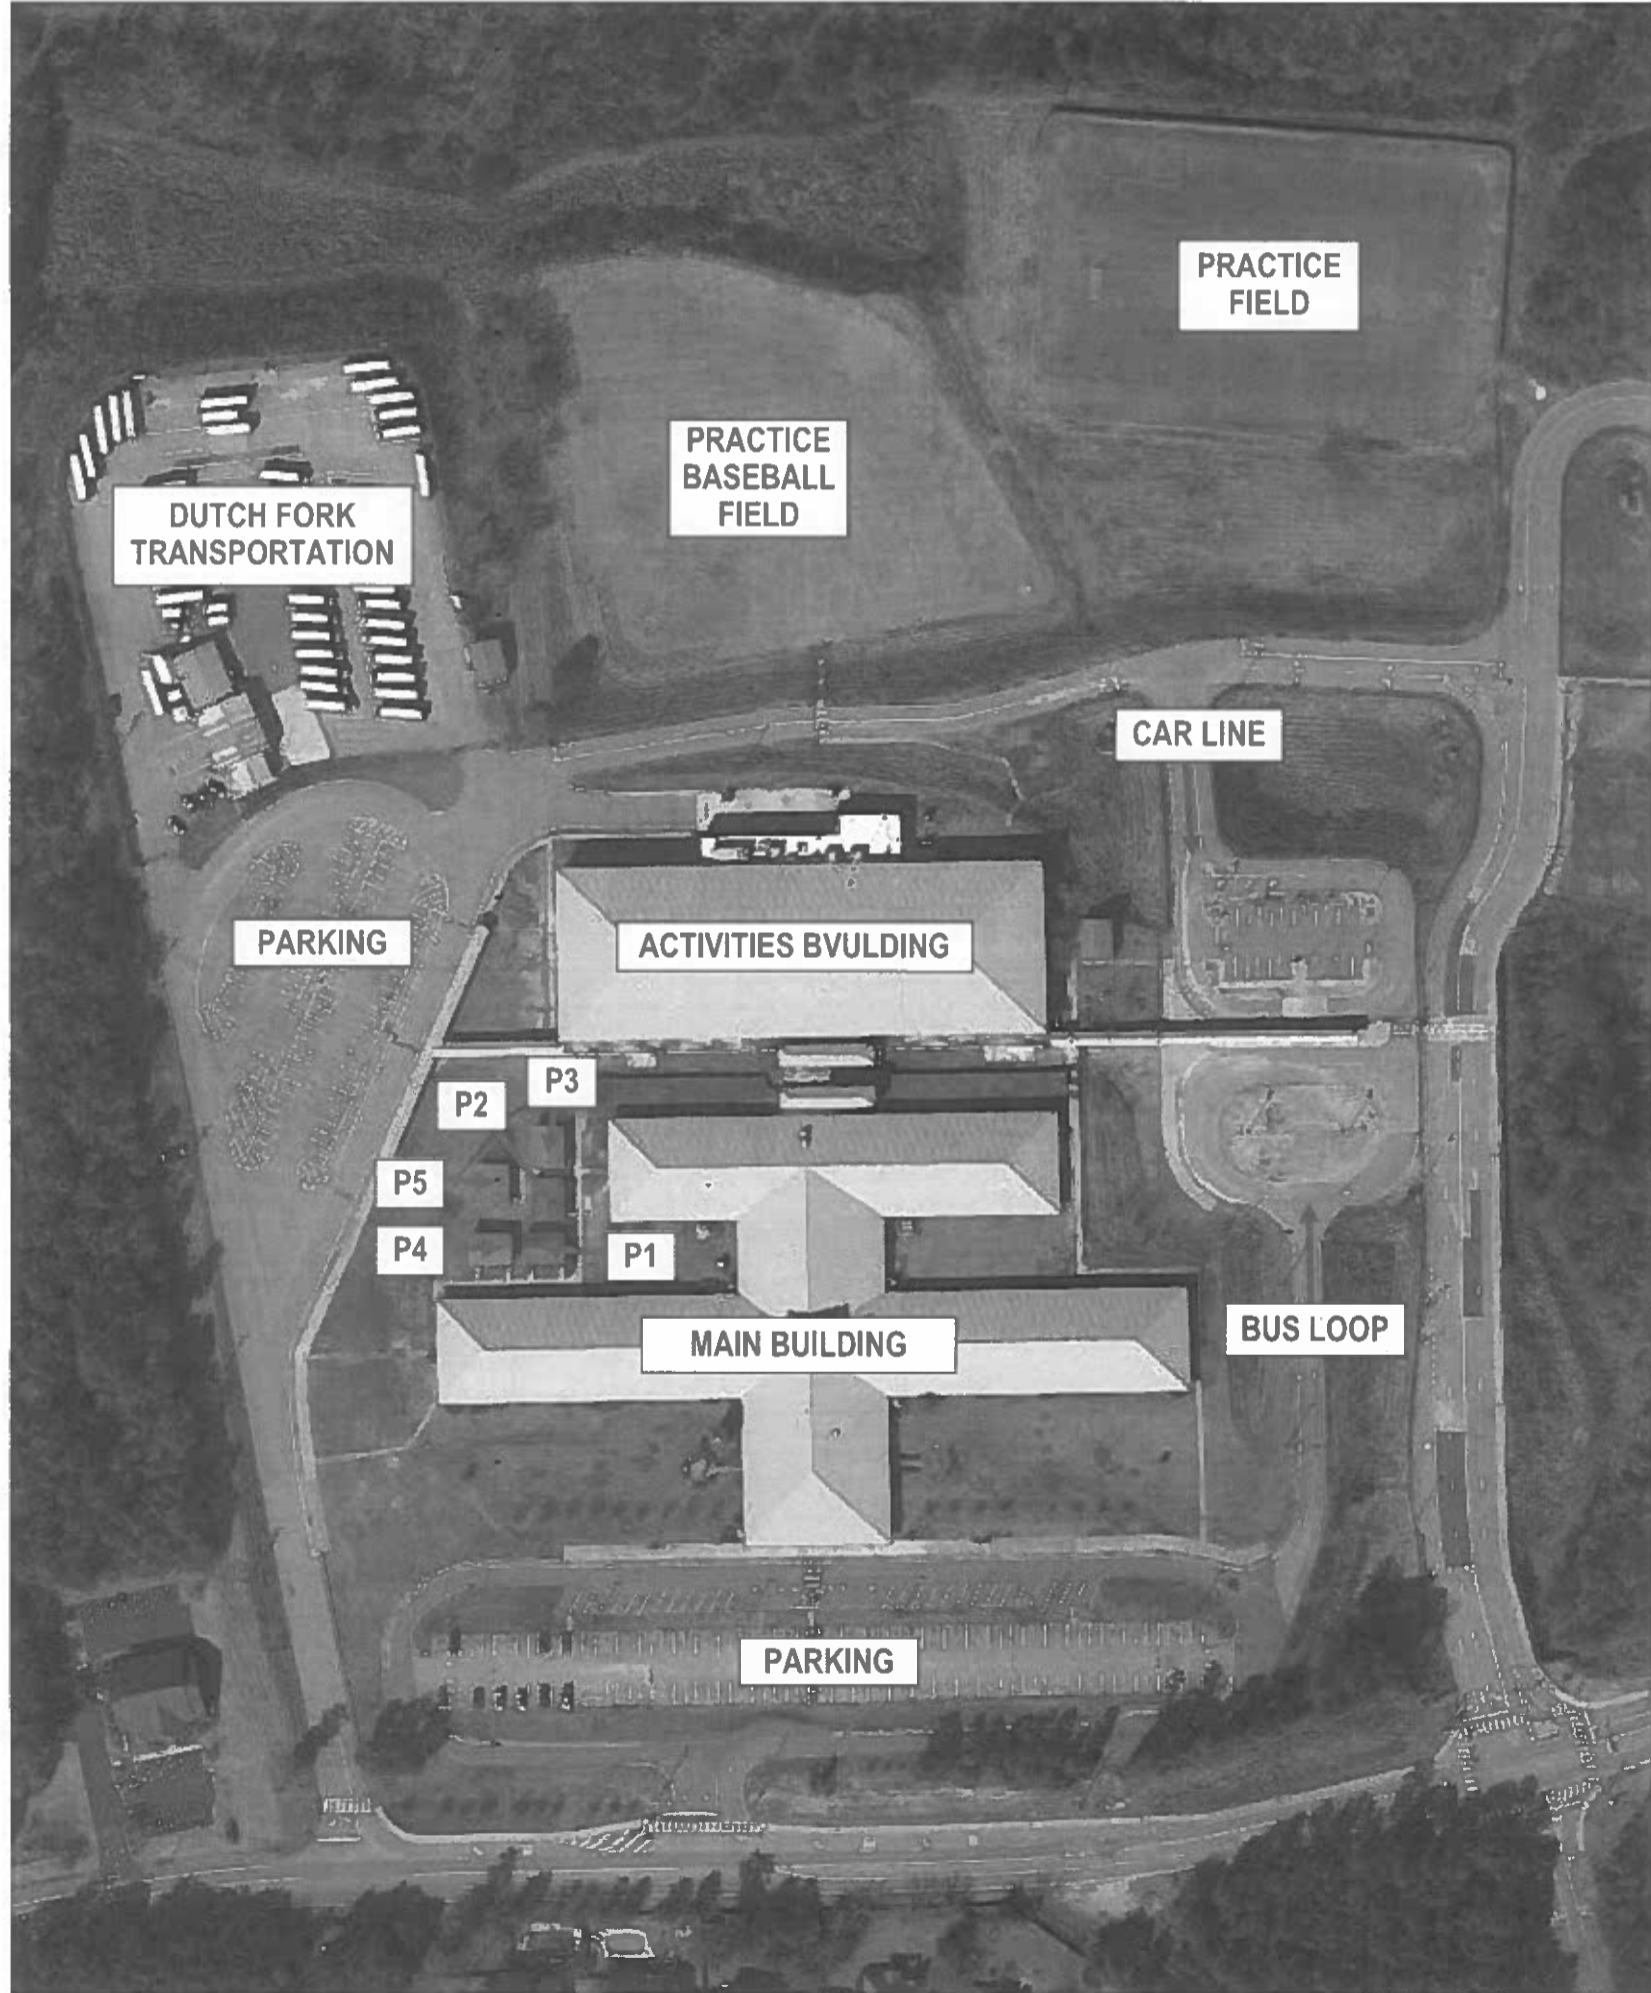 PRACTICE
FIELD
PRACTICE
BASEBALL
FIELD
DUTCH FORK
TRANSPORTATION
CAR LINE
PARKING
ACTIVITIES BVULDING
P3
P2
P5
P4
P1
BUS LOOP
MAIN BUILDING
PARKING